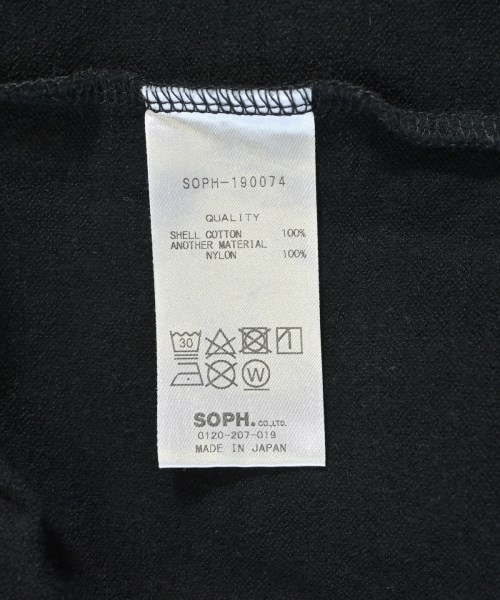 SOPH-190074
QUALITY
SHELL COTTON 100%
ANOTHER MATERIAL
NYLON 100%
30
W
SOPH. CO.,LTD.
0120-207-019
MADE IN JAPAN